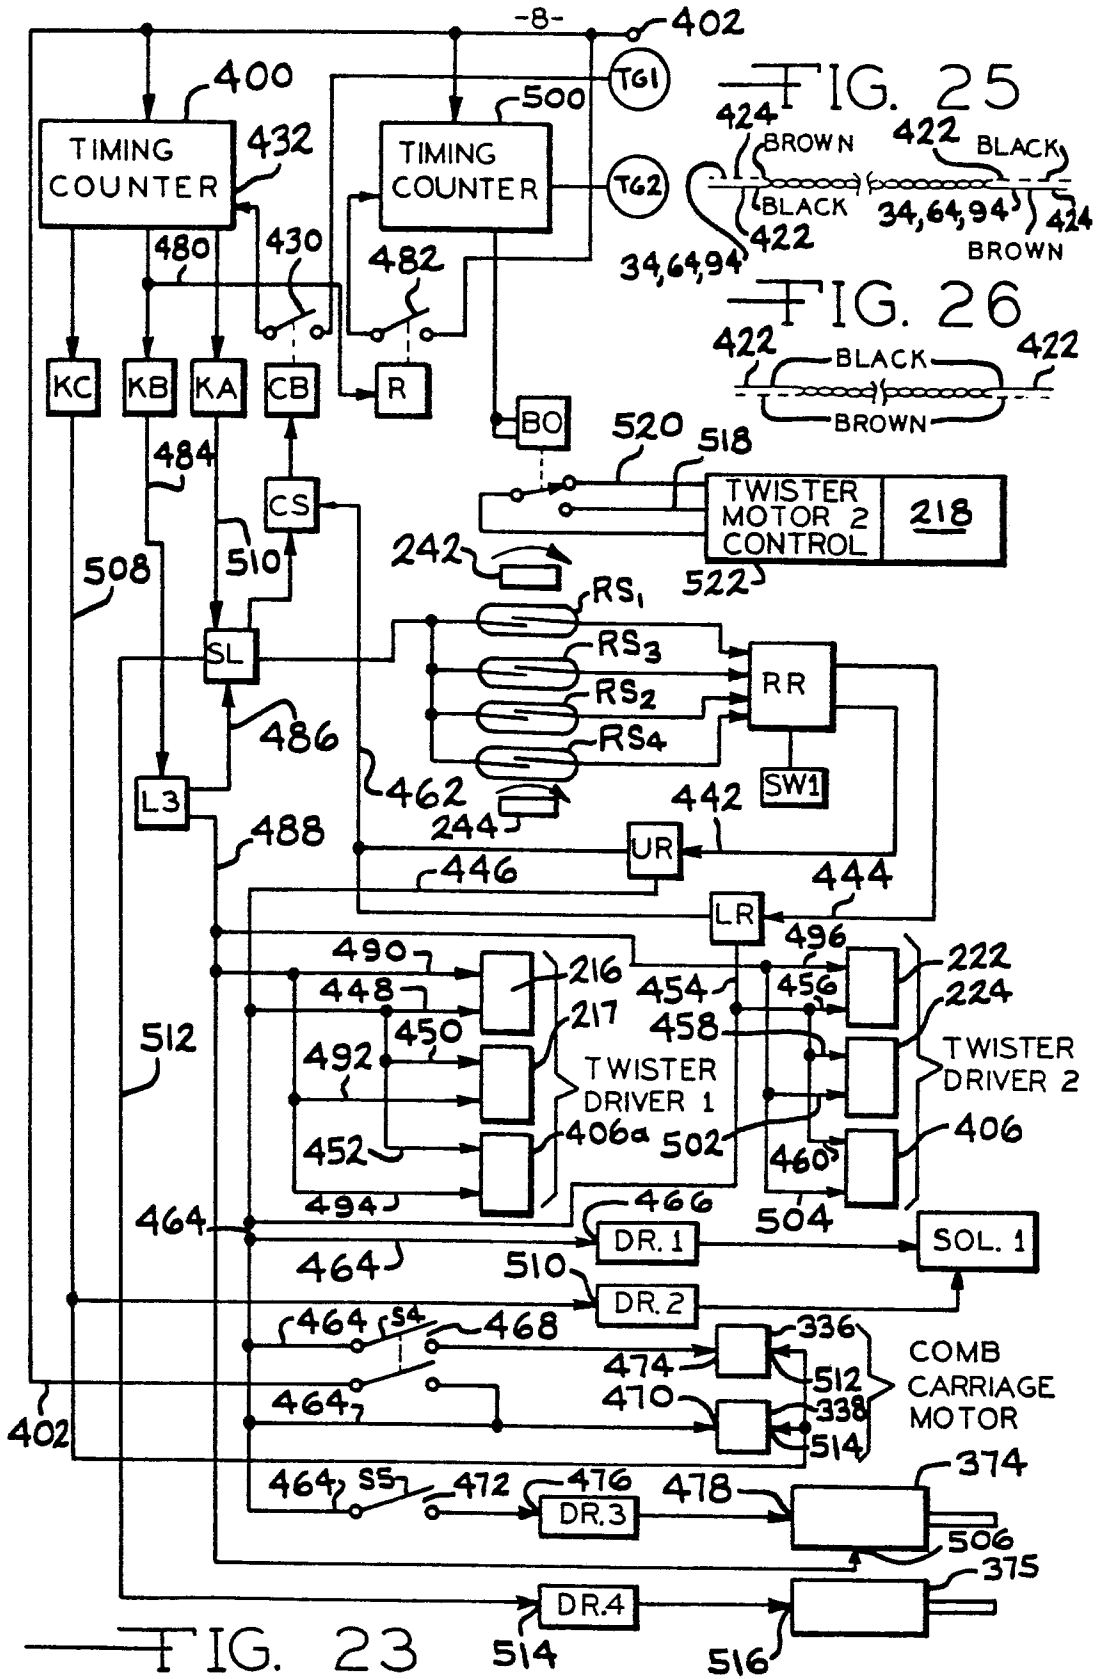 -8-
402
TG1
400
500
FIG. 25
TIMING COUNTER
432
TIMING COUNTER
TG2
424
BROWN
422
BLACK
BLACK
422
34,64,94
34,64,94
424
BROWN
480
430
482
FIG. 26
422
BLACK
422
BROWN
KC
KB
KA
CB
R
BO
484
CS
520
518
TWISTER MOTOR 2 CONTROL
218
522
508
510
242
RS1
SL
RS3
RR
RS2
486
RS4
L3
462
SW1
244
442
488
UR
446
444
LR
496
490
216
454
222
448
456
450
217
458
224
512
492
TWISTER DRIVER 1
TWISTER DRIVER 2
406a
502
406
452
460
494
504
464
466
464
DR.1
SOL. 1
510
DR.2
464
S4
468
336
474
512
COMB CARRIAGE MOTOR
464
470
338
514
402
464
S5
472
476
478
374
DR.3
506
375
DR.4
514
516
FIG. 23